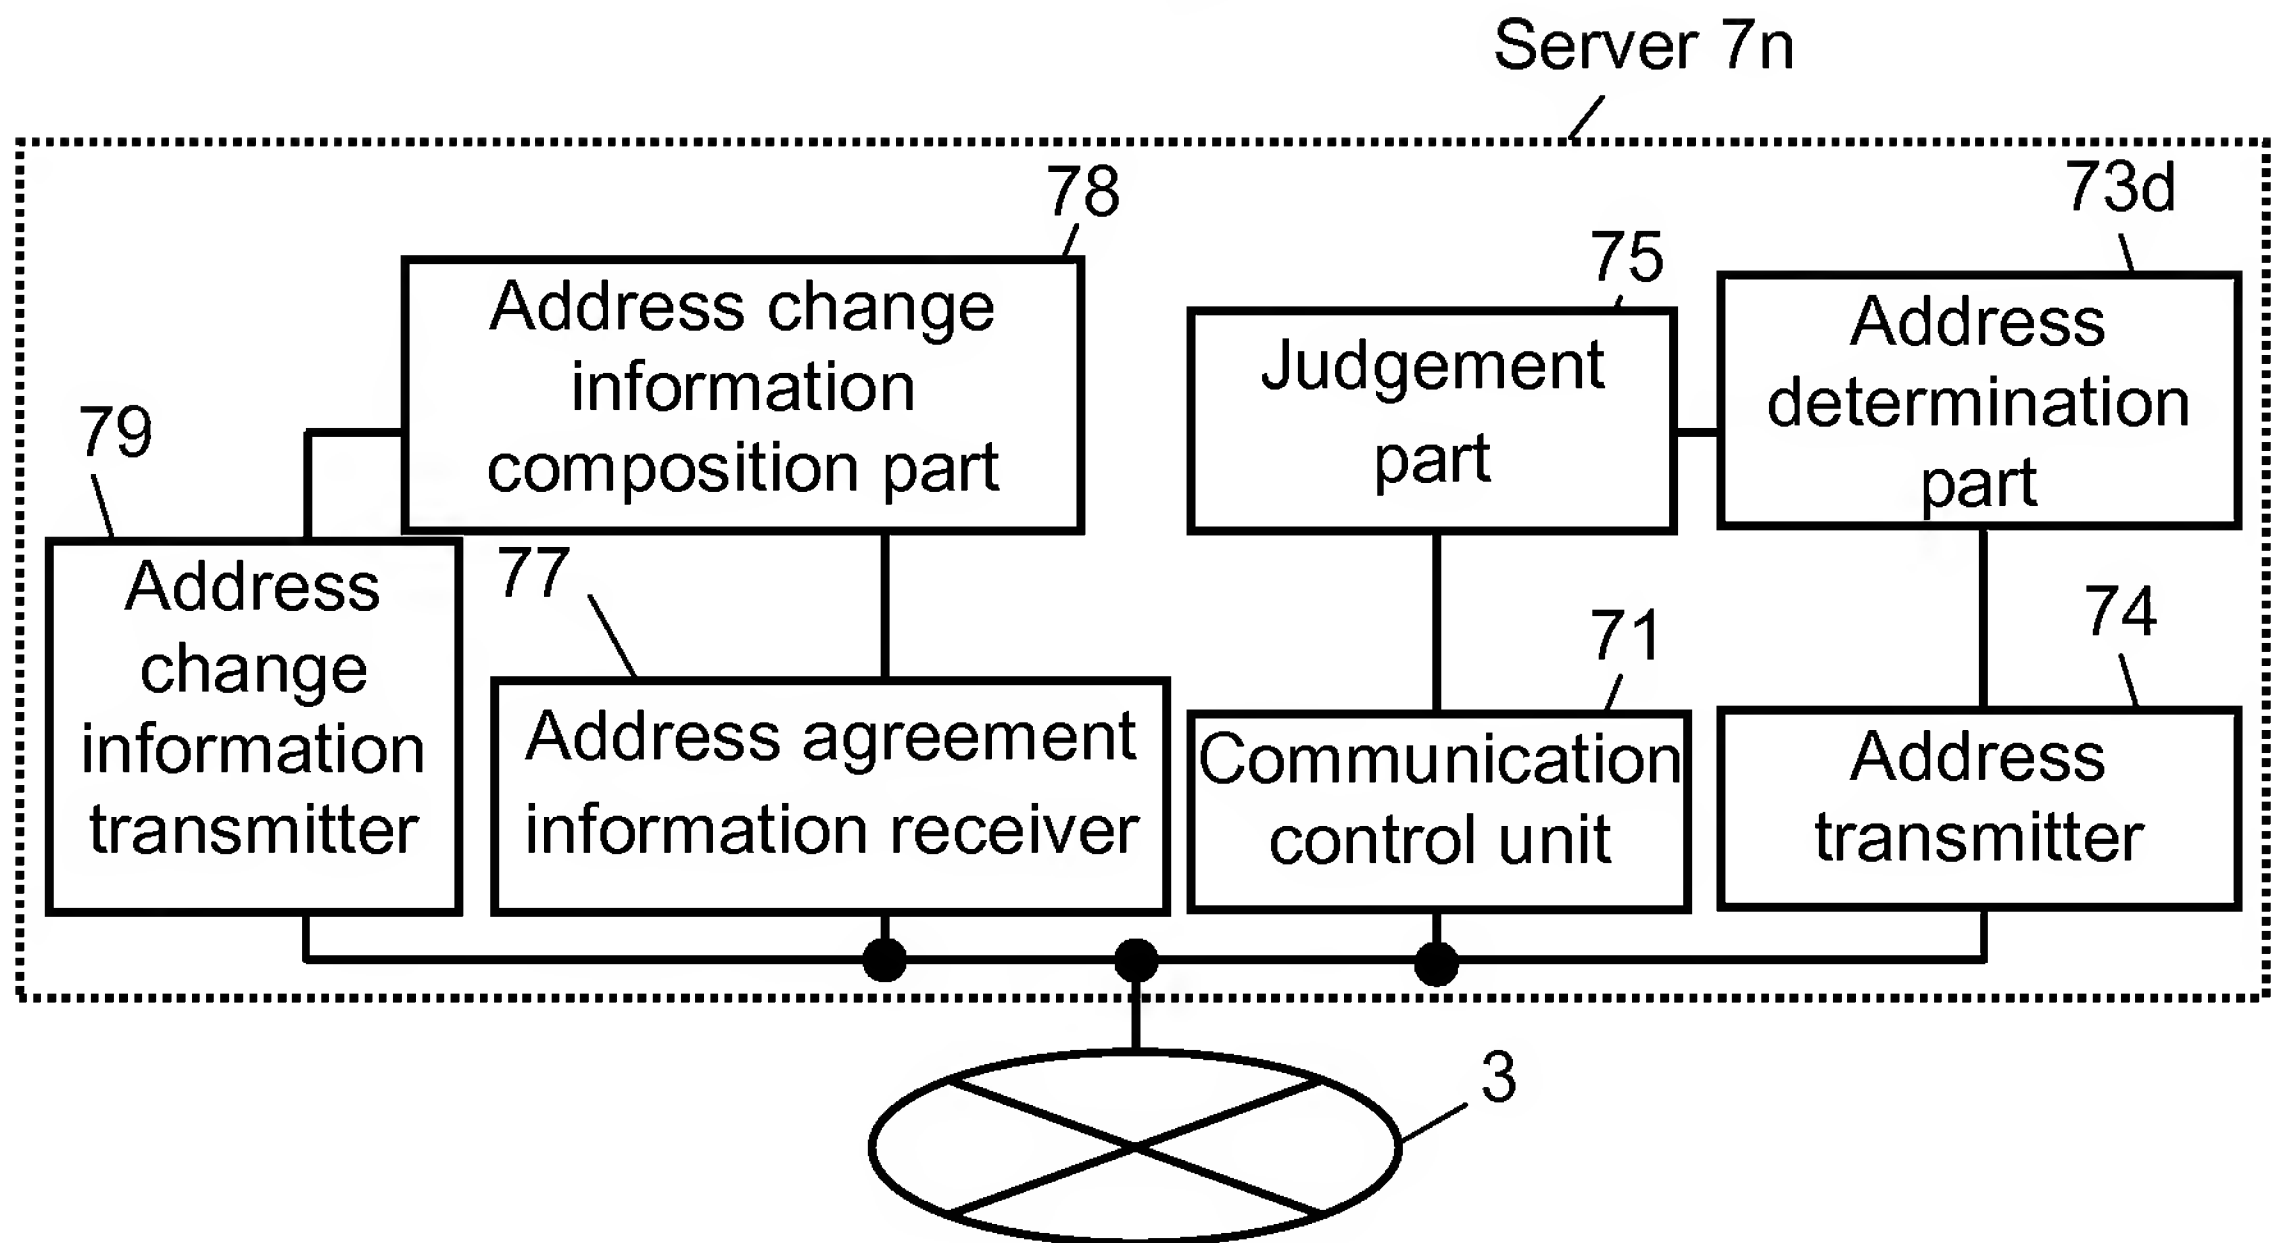 Server 7n
78
73d
75
Address change
information
composition part
Judgement
part
Address
determination
part
79
77
71
74
Address
change
information
transmitter
Address agreement
information receiver
Communication
control unit
Address
transmitter
3